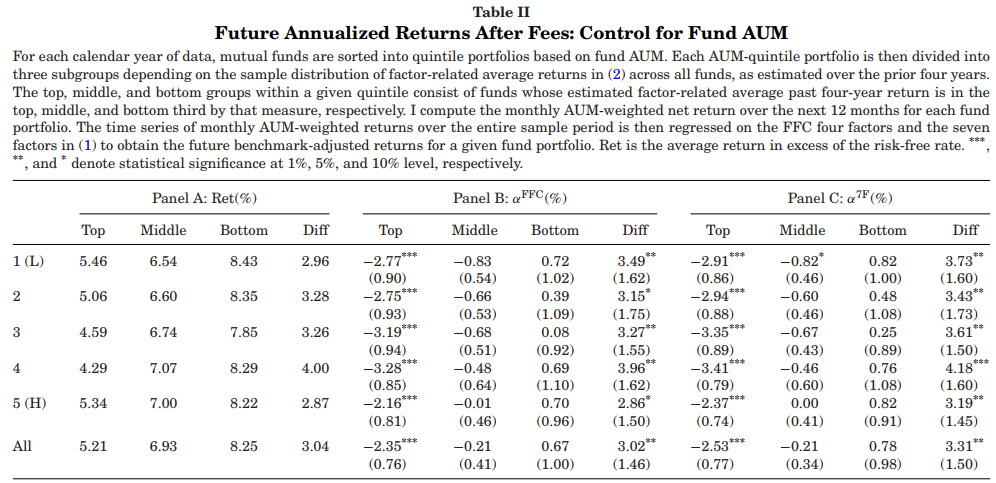 Table II
Future Annualized Returns After Fees: Control for Fund AUM
For each calendar year of data, mutual funds are sorted into quintile portfolios based on fund AUM. Each AUM-quintile portfolio is then divided into
three subgroups depending on the sample distribution of factor-related average returns in (2) across all funds, as estimated over the prior four years.
The top, middle, and bottom groups within a given quintile consist of funds whose estimated factor-related average past four-year return is in the
top, middle, and bottom third by that measure, respectively. I compute the monthly AUM-weighted net return over the next 12 months for each fund
portfolio. The time series of monthly AUM-weighted returns over the entire sample period is then regressed on the FFC four factors and the seven
factors in (1) to obtain the future benchmark-adjusted returns for a given fund portfolio. Ret is the average return in excess of the risk-free rate. ***,
**, and * denote statistical significance at 1%, 5%, and 10% level, respectively.
Panel A: Ret(%) Panel B: α^FFC(%) Panel C: α^7F(%)
Top Middle Bottom Diff Top Middle Bottom Diff Top Middle Bottom Diff
1 (L) 5.46 6.54 8.43 2.96 −2.77*** −0.83 0.72 3.49** −2.91*** −0.82* 0.82 3.73**
(0.90) (0.54) (1.02) (1.62) (0.86) (0.46) (1.00) (1.60)
2 5.06 6.60 8.35 3.28 −2.75*** −0.66 0.39 3.15* −2.94*** −0.60 0.48 3.43**
(0.93) (0.53) (1.09) (1.75) (0.88) (0.46) (1.08) (1.73)
3 4.59 6.74 7.85 3.26 −3.19*** −0.68 0.08 3.27** −3.35*** −0.67 0.25 3.61**
(0.94) (0.51) (0.92) (1.55) (0.89) (0.43) (0.89) (1.50)
4 4.29 7.07 8.29 4.00 −3.28*** −0.48 0.69 3.96** −3.41*** −0.46 0.76 4.18***
(0.85) (0.64) (1.10) (1.62) (0.79) (0.60) (1.08) (1.60)
5 (H) 5.34 7.00 8.22 2.87 −2.16*** −0.01 0.70 2.86* −2.37*** 0.00 0.82 3.19**
(0.81) (0.46) (0.96) (1.50) (0.74) (0.41) (0.91) (1.45)
All 5.21 6.93 8.25 3.04 −2.35*** −0.21 0.67 3.02** −2.53*** −0.21 0.78 3.31**
(0.76) (0.41) (1.00) (1.46) (0.77) (0.34) (0.98) (1.50)